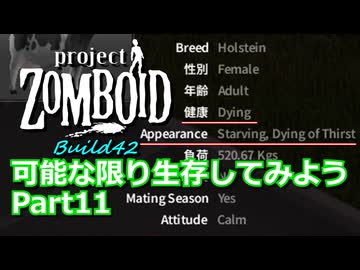 project
ZOMBOID
Build42
Breed Holstein
性別 Female
年齢 Adult
健康 Dying
Appearance Starving, Dying of Thirst
負荷 520.67 Kgs
可能な限り生存してみよう
Part11
Mating Season Yes
Attitude Calm